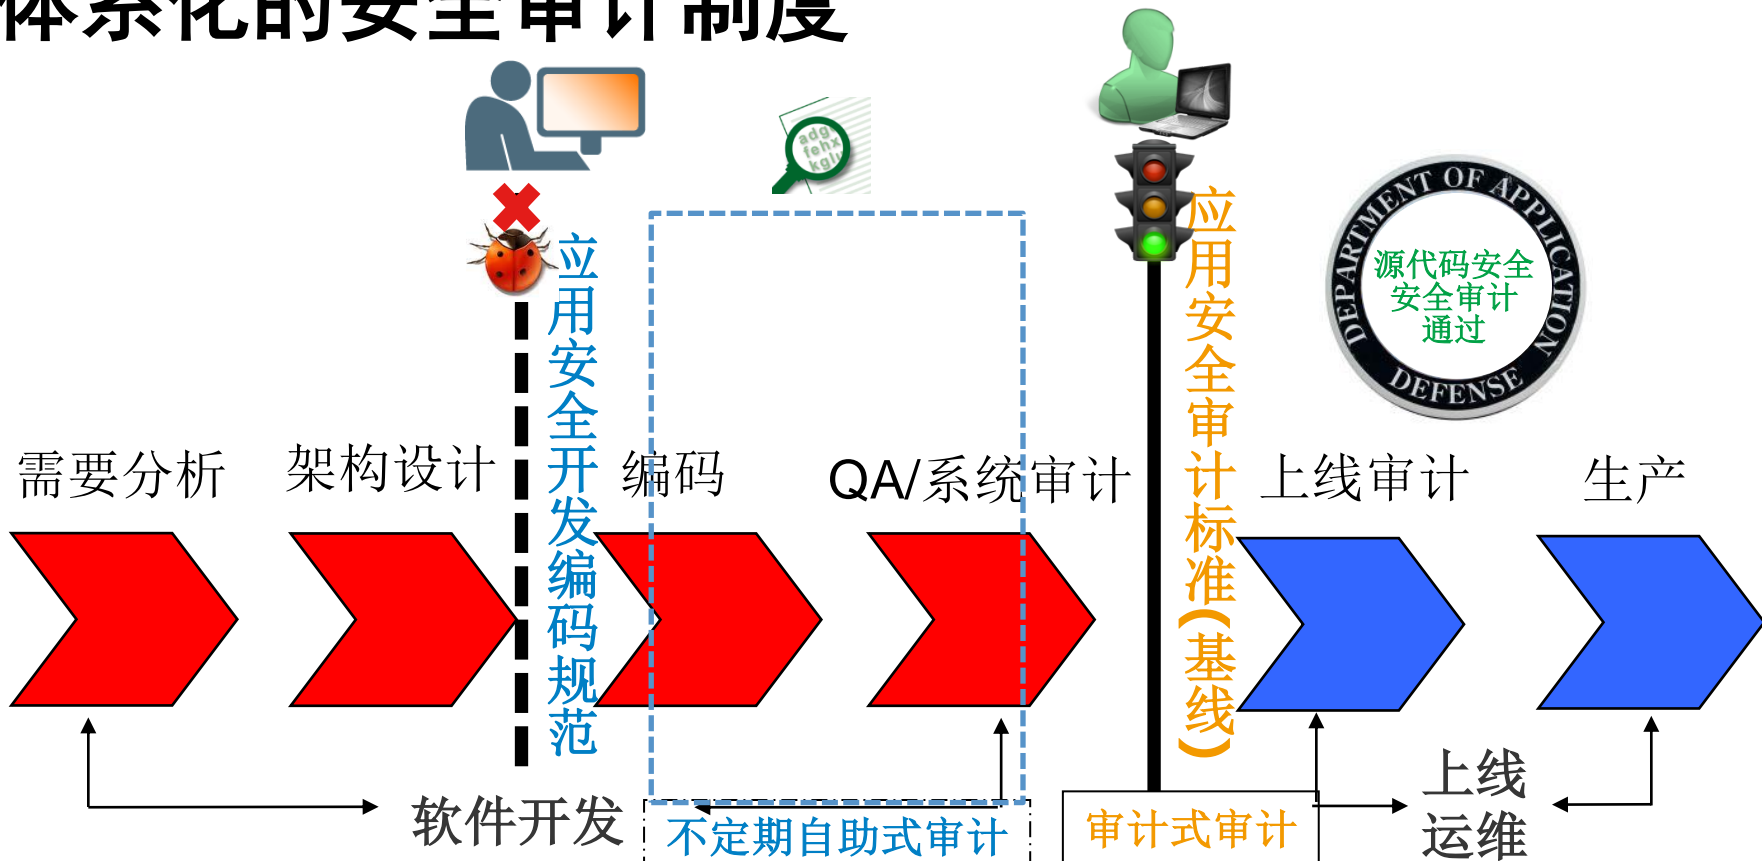 体系化的安全审计制度
adg
fehx
kglu
DEPARTMENT OF APPLICATION
DEFENSE
源代码安全
安全审计
通过
应用安全开发编码规范
应用安全审计标准(基线)
需要分析
架构设计
编码
QA/系统审计
上线审计
生产
软件开发
不定期自助式审计
审计式审计
上线
运维